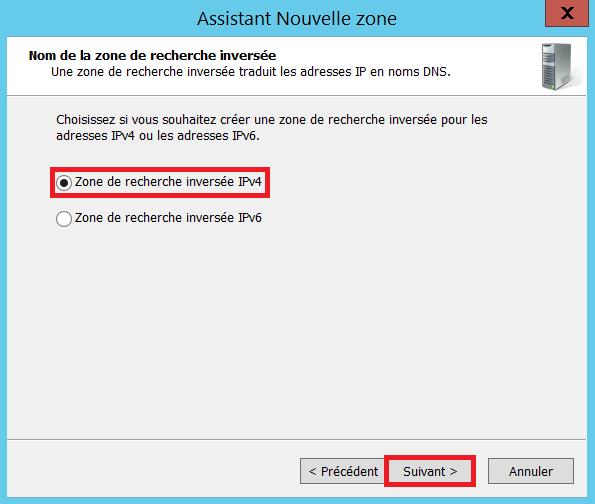 Assistant Nouvelle zone
X
Nom de la zone de recherche inversée
Une zone de recherche inversée traduit les adresses IP en noms DNS.
Choisissez si vous souhaitez créer une zone de recherche inversée pour les
adresses IPv4 ou les adresses IPv6.
Zone de recherche inversée IPv4
Zone de recherche inversée IPv6
< Précédent Suivant > Annuler